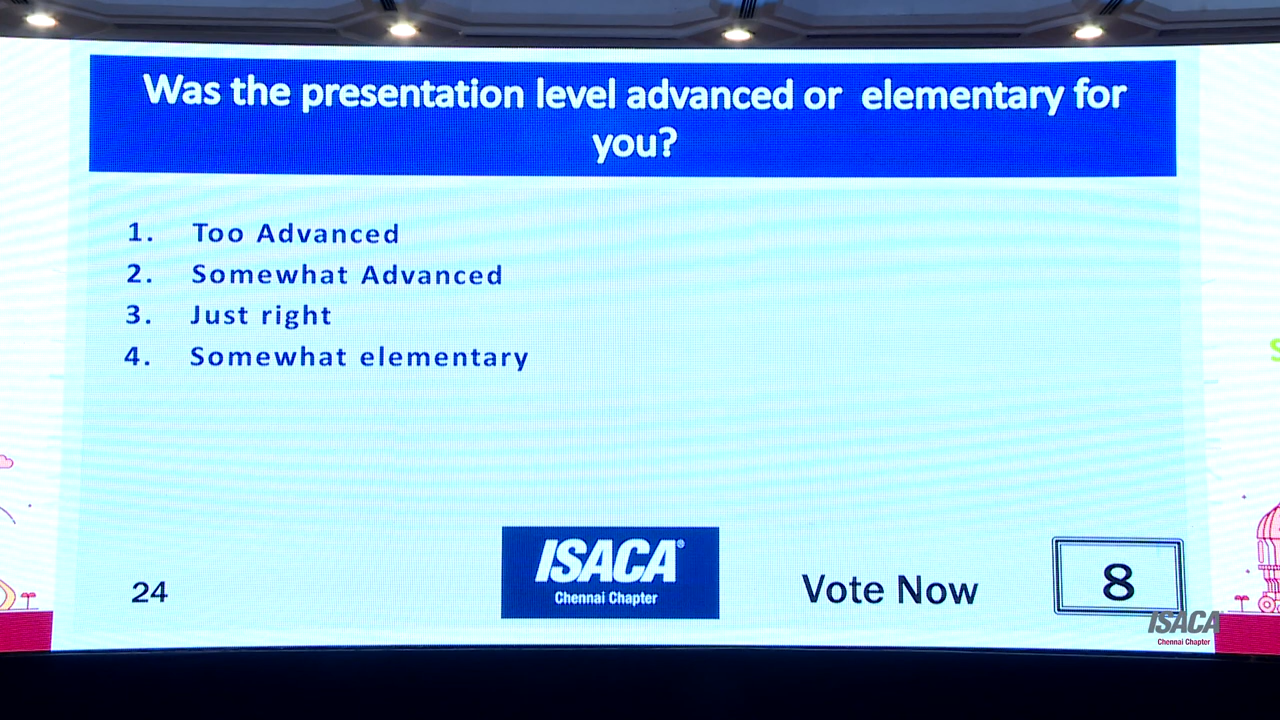 Was the presentation level advanced or elementary for
you?
1. Too Advanced
2. Somewhat Advanced
3. Just right
4. Somewhat elementary
24
ISACA®
Chennai Chapter
Vote Now
8
ISACA
Chennai Chapter